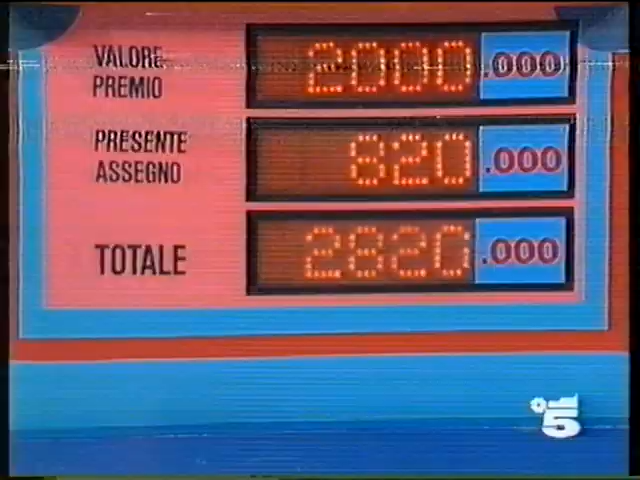 VALORE 2000.000
PREMIO
PRESENTE 820.000
ASSEGNO
TOTALE 2820.000
5